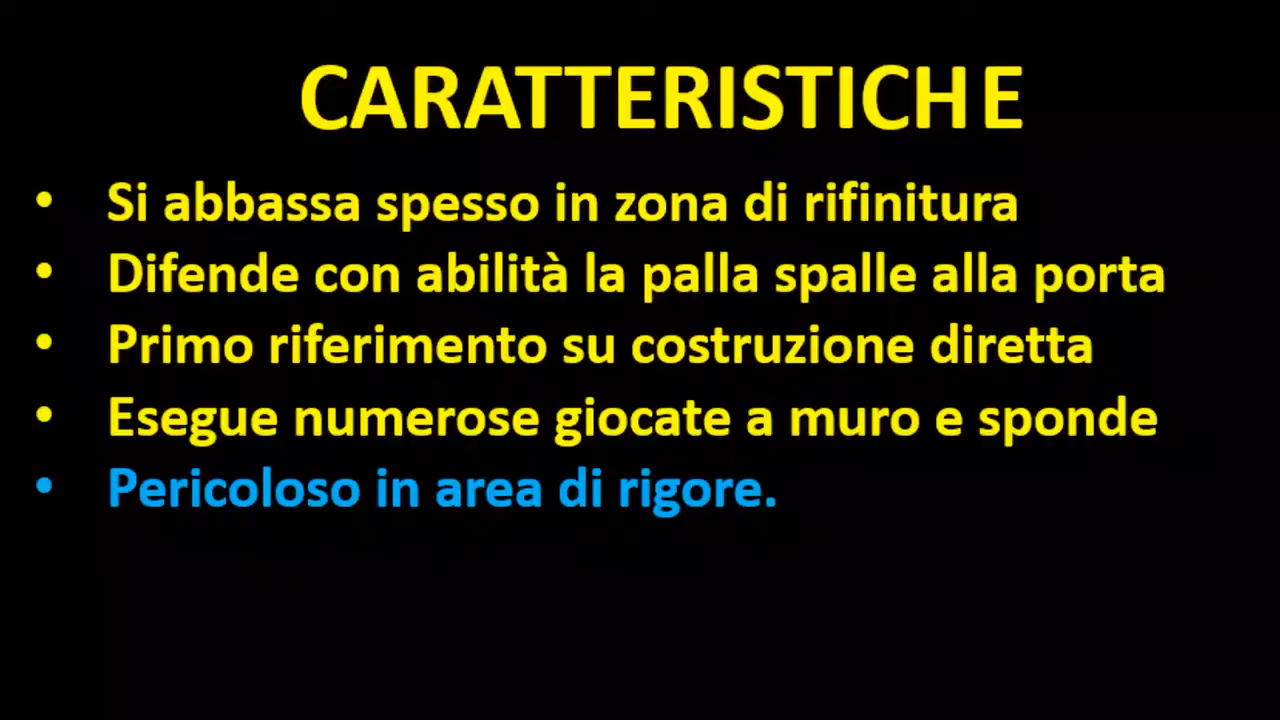 CARATTERISTICHE
• Si abbassa spesso in zona di rifinitura
• Difende con abilità la palla spalle alla porta
• Primo riferimento su costruzione diretta
• Esegue numerose giocate a muro e sponde
• Pericoloso in area di rigore.